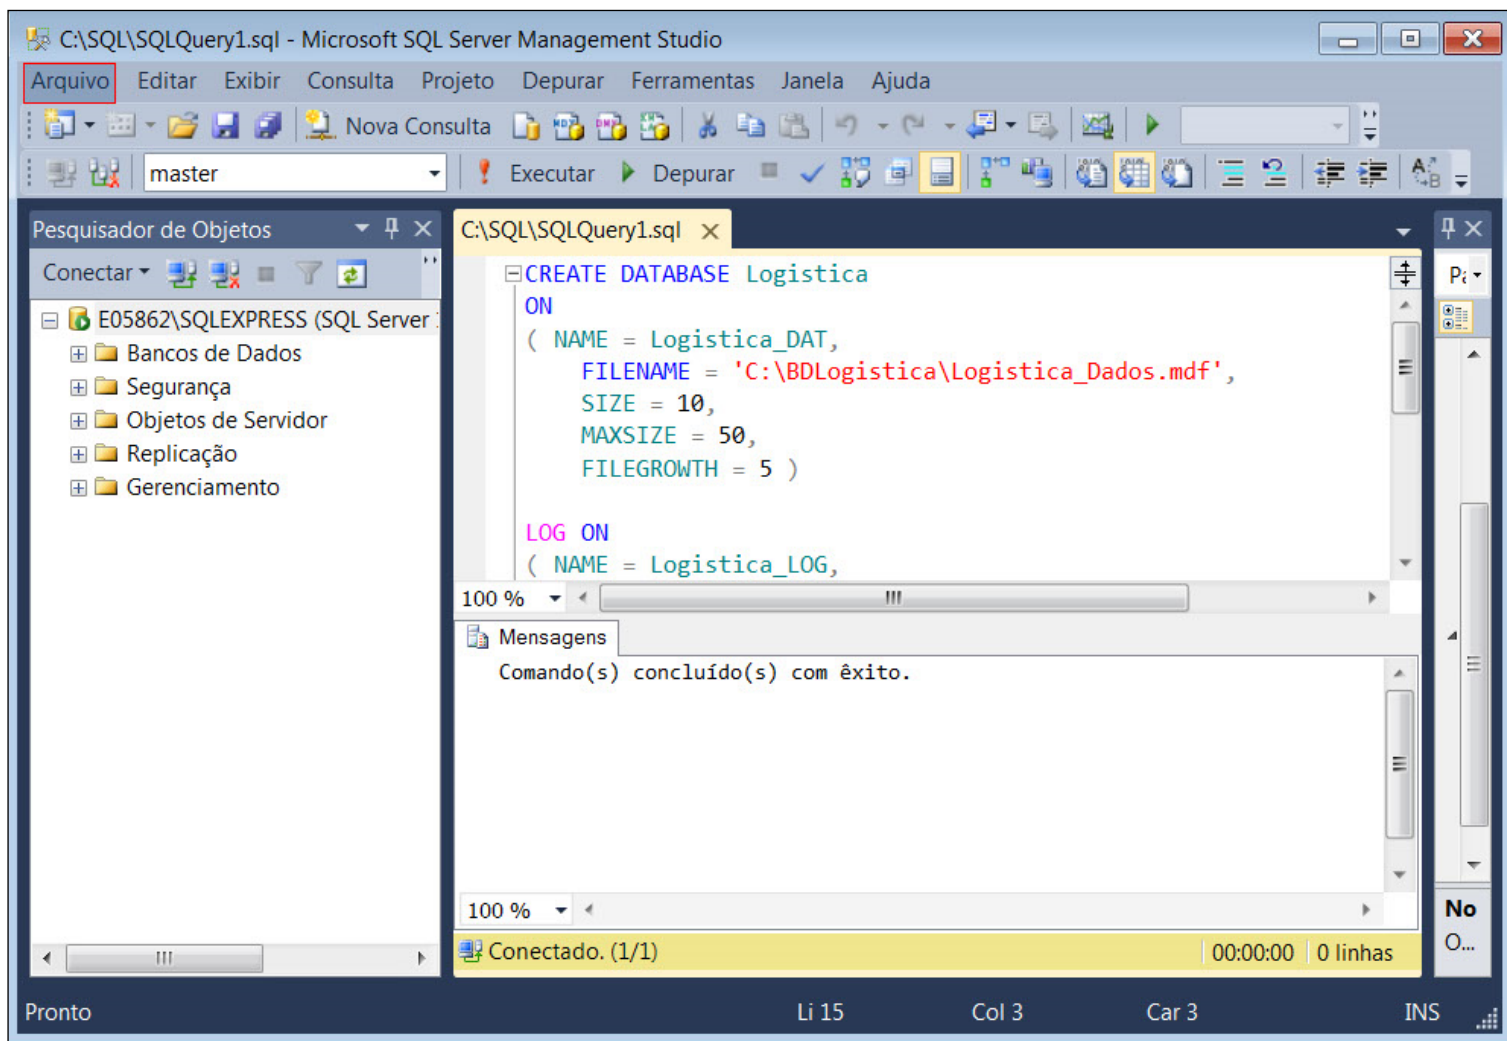 C:\SQL\SQLQuery1.sql - Microsoft SQL Server Management Studio
Arquivo Editar Exibir Consulta Projeto Depurar Ferramentas Janela Ajuda
Nova Consulta
master Executar Depurar
Pesquisador de Objetos
Conectar
E05862\SQLEXPRESS (SQL Server
Bancos de Dados
Segurança
Objetos de Servidor
Replicação
Gerenciamento
C:\SQL\SQLQuery1.sql
CREATE DATABASE Logistica
ON
( NAME = Logistica_DAT,
FILENAME = 'C:\BDLogistica\Logistica_Dados.mdf',
SIZE = 10,
MAXSIZE = 50,
FILEGROWTH = 5 )
LOG ON
( NAME = Logistica_LOG,
100 %
Mensagens
Comando(s) concluído(s) com êxito.
100 %
Conectado. (1/1) 00:00:00 0 linhas
No
O...
Pronto Li 15 Col 3 Car 3 INS